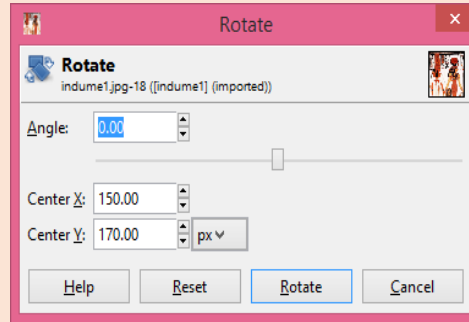 Rotate
Rotate
indume1.jpg-18 ([indume1] (imported))
Angle: 0.00
Center X: 150.00
Center Y: 170.00 px
Help Reset Rotate Cancel